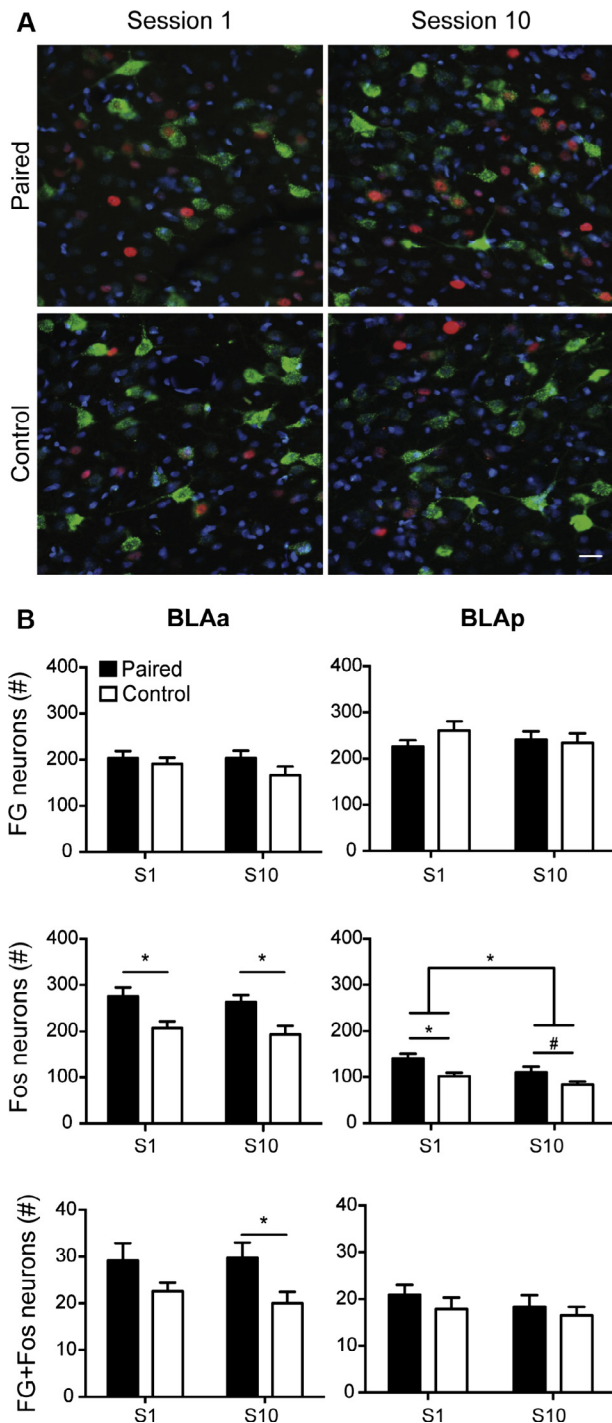 A
Session 1 Session 10
Paired
Control
B
BLAa BLAp
FG neurons (#)
400
300
200
100
0
Paired
Control
S1 S10
400
300
200
100
0
S1 S10
Fos neurons (#)
400
300
200
100
0
* *
S1 S10
400
300
200
100
0
*
* #
S1 S10
FG+Fos neurons (#)
40
30
20
10
0
*
S1 S10
40
30
20
10
0
S1 S10